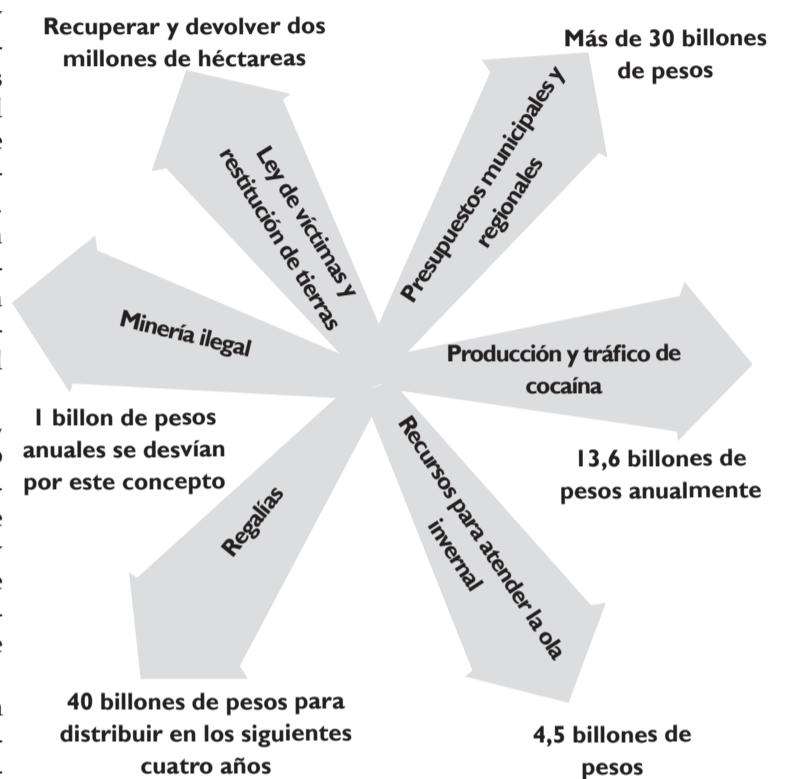 Recuperar y devolver dos
millones de héctareas
Más de 30 billones
de pesos
Ley de víctimas y
restitución de tierras
Presupuestos municipales y
regionales
Minería ilegal
1 billon de pesos
anuales se desvían
por este concepto
Producción y tráfico de
cocaína
13,6 billones de
pesos anualmente
Regalías
40 billones de pesos para
distribuir en los siguientes
cuatro años
Recursos para atender la ola
invernal
4,5 billones de
pesos